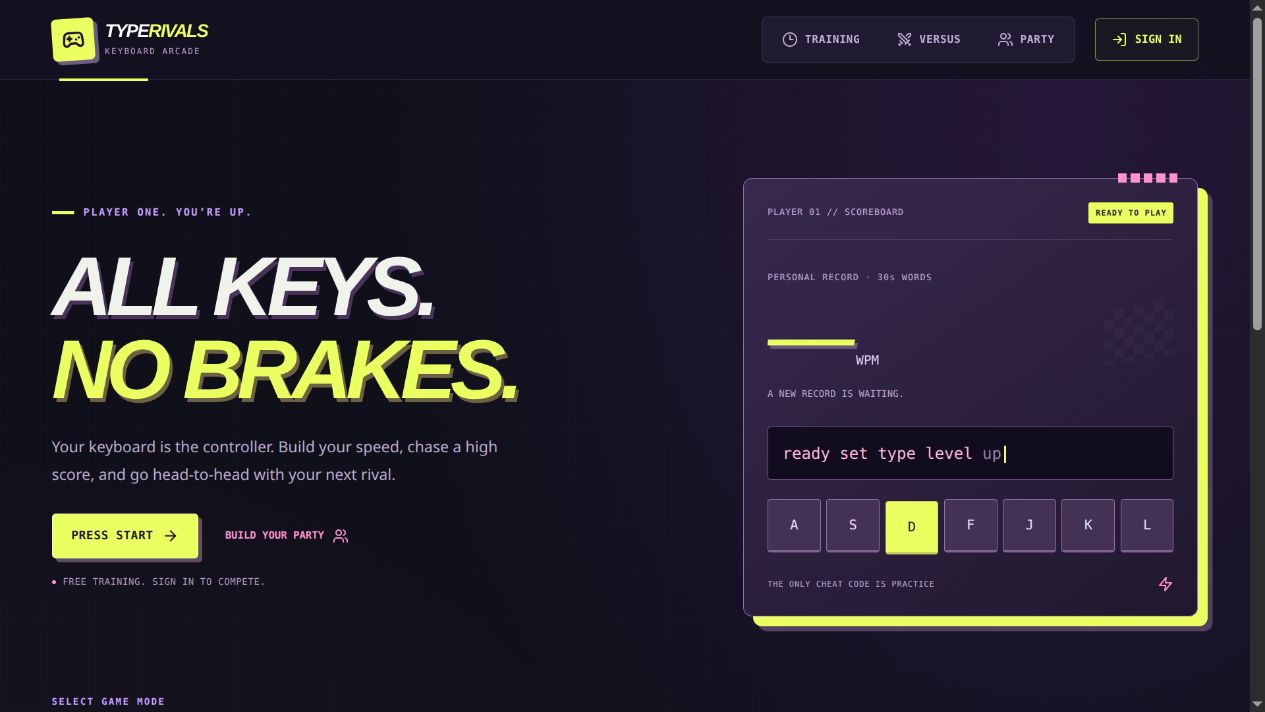 TYPERIVALS
KEYBOARD ARCADE
TRAINING
VERSUS
PARTY
SIGN IN
PLAYER ONE. YOU’RE UP.
ALL KEYS.
NO BRAKES.
Your keyboard is the controller. Build your speed, chase a high
score, and go head-to-head with your next rival.
PRESS START
BUILD YOUR PARTY
FREE TRAINING. SIGN IN TO COMPETE.
PLAYER 01 // SCOREBOARD
READY TO PLAY
PERSONAL RECORD · 30s WORDS
WPM
A NEW RECORD IS WAITING.
ready set type level up
A S D F J K L
THE ONLY CHEAT CODE IS PRACTICE
SELECT GAME MODE